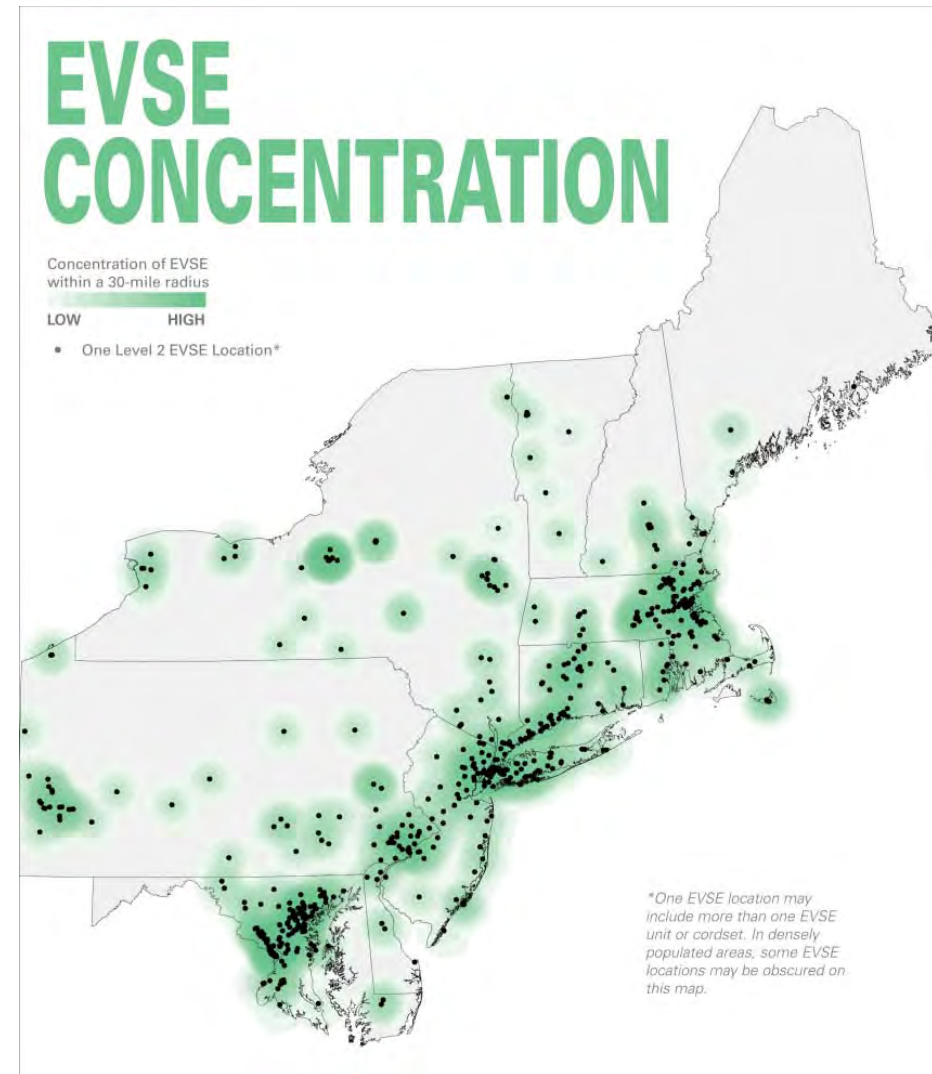 EVSE
CONCENTRATION
Concentration of EVSE
within a 30-mile radius
LOW HIGH
• One Level 2 EVSE Location*
*One EVSE location may
include more than one EVSE
unit or cordset. In densely
populated areas, some EVSE
locations may be obscured on
this map.